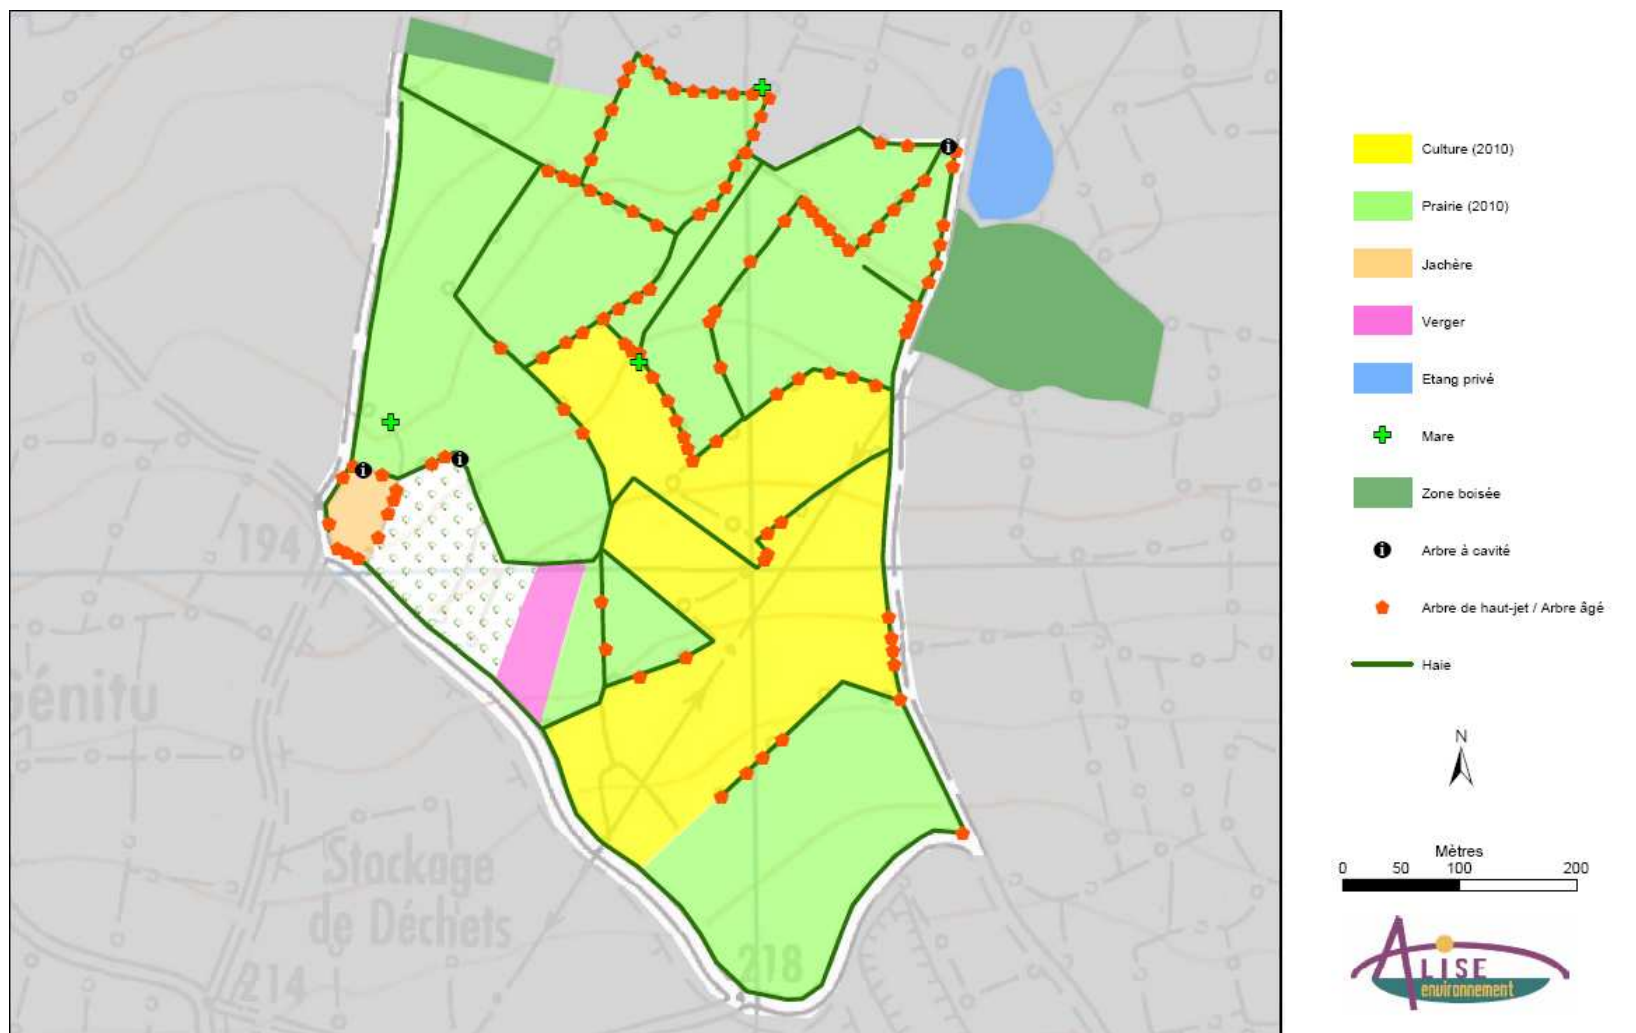 194
Génitu
Stockage
de Déchets
214
218
Culture (2010)
Prairie (2010)
Jachère
Verger
Etang privé
Mare
Zone boisée
Arbre à cavité
Arbre de haut-jet / Arbre âgé
Haie
N
Mètres
0 50 100 200
ALISE
environnement